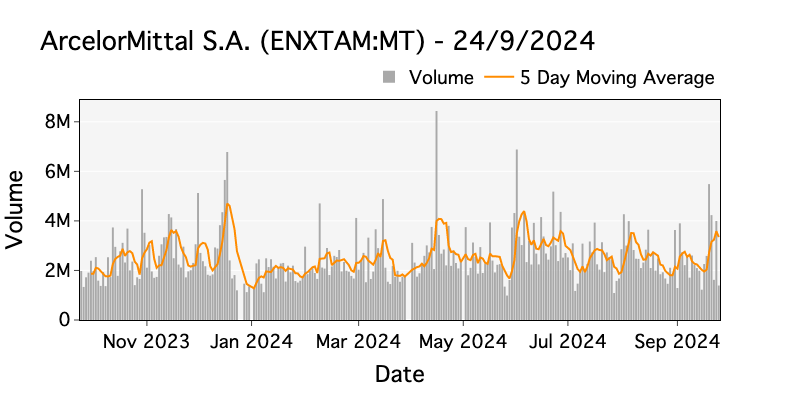 ArcelorMittal S.A. (ENXTAM:MT) - 24/9/2024
Volume 5 Day Moving Average
8M
6M
4M
2M
0
Volume
Nov 2023 Jan 2024 Mar 2024 May 2024 Jul 2024 Sep 2024
Date